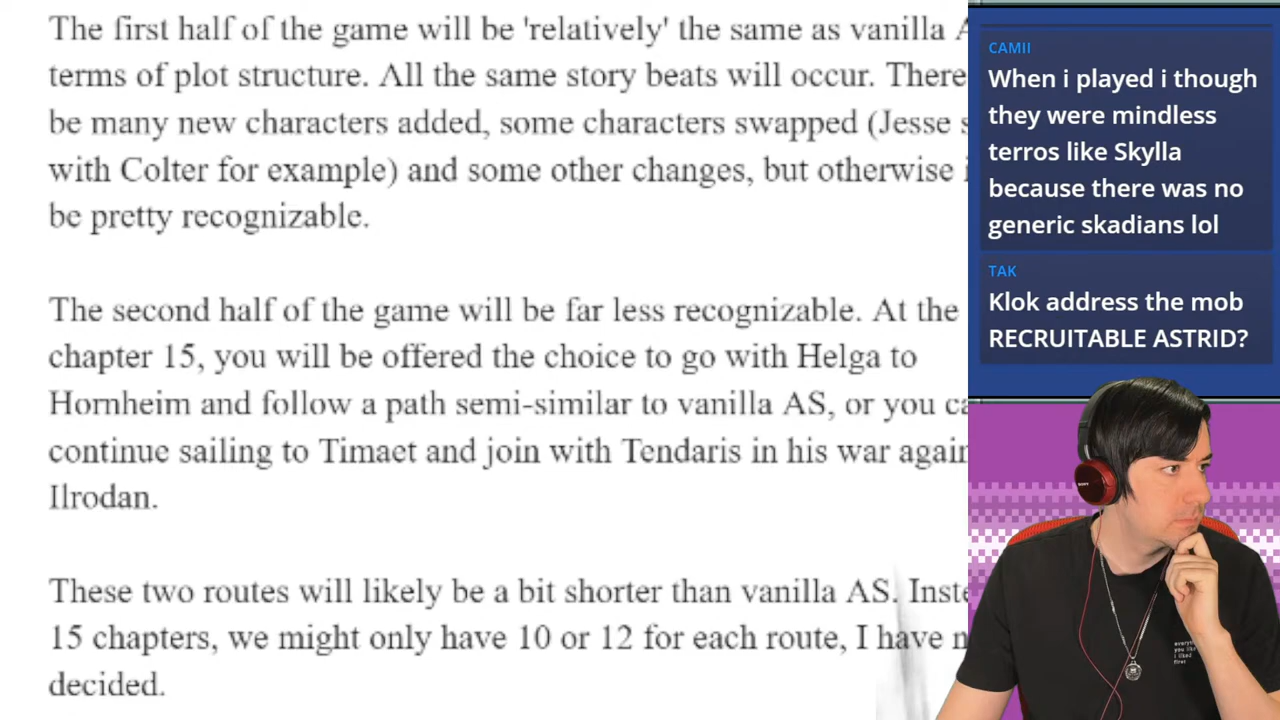 The first half of the game will be 'relatively' the same as vanilla
terms of plot structure. All the same story beats will occur. There
be many new characters added, some characters swapped (Jesse
with Colter for example) and some other changes, but otherwise
be pretty recognizable.
The second half of the game will be far less recognizable. At the
chapter 15, you will be offered the choice to go with Helga to
Hornheim and follow a path semi-similar to vanilla AS, or you
continue sailing to Timaet and join with Tendaris in his war
Ilrodan.
These two routes will likely be a bit shorter than vanilla AS.
15 chapters, we might only have 10 or 12 for each route, I have
decided.
CAMII
When i played i though
they were mindless
terros like Skylla
because there was no
generic skadians lol
TAK
Klok address the mob
RECRUITABLE ASTRID?
SONY
you like
i liked
first